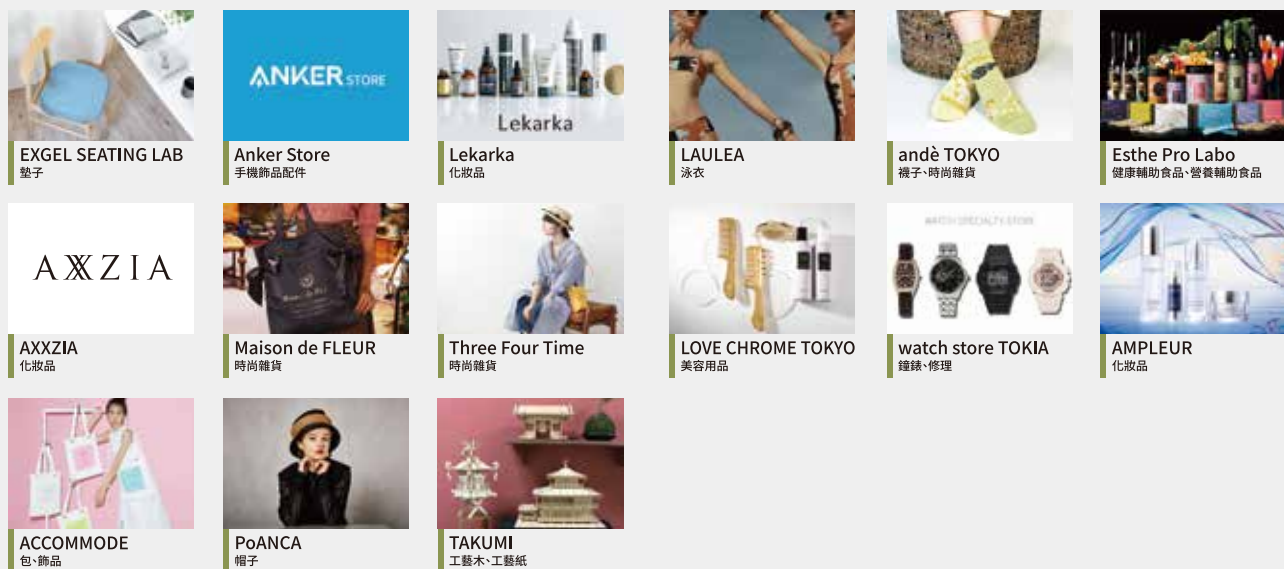 ANKER STORE
Lekarka
EXGEL SEATING LAB
墊子
Anker Store
手機飾品配件
Lekarka
化妝品
LAULEA
泳衣
andè TOKYO
襪子、時尚雜貨
Esthe Pro Labo
健康輔助食品、營養輔助食品
AXXZIA
WATCH SPECIALTY STORE
AXXZIA
化妝品
Maison de FLEUR
時尚雜貨
Three Four Time
時尚雜貨
LOVE CHROME TOKYO
美容用品
watch store TOKIA
鐘錶、修理
AMPLEUR
化妝品
ACCOMMODE
包、飾品
PoANCA
帽子
TAKUMI
工藝木、工藝紙